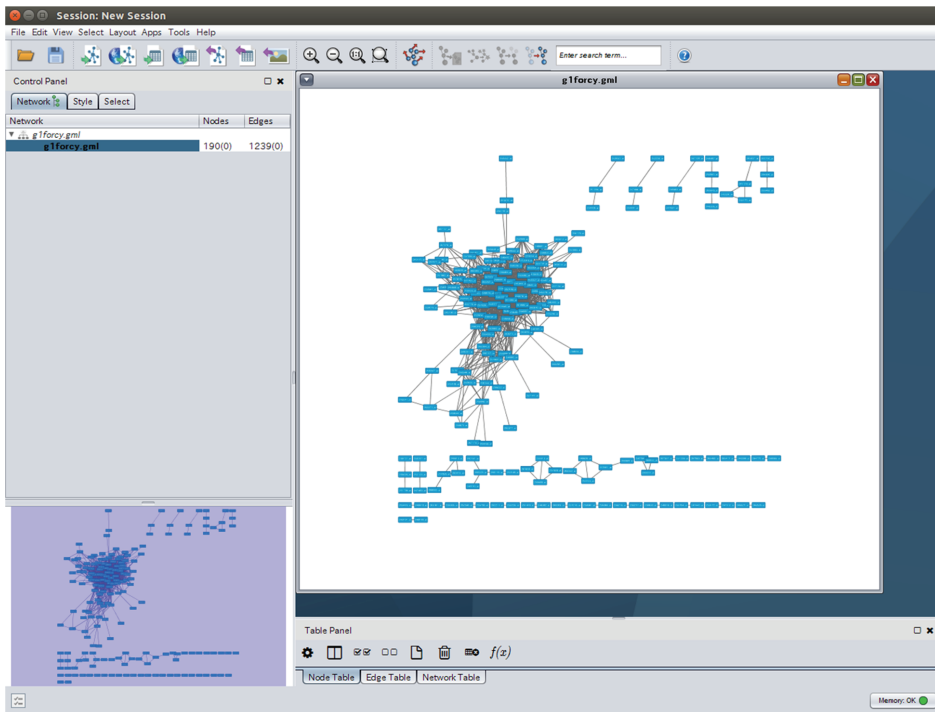 Session: New Session
File Edit View Select Layout Apps Tools Help
Enter search term...
Control Panel
g1forcy.gml
Network Style Select
Network Nodes Edges
g1forcy.gml
g1forcy.gml 190(0) 1239(0)
Table Panel
f(x)
Node Table Edge Table Network Table
Memory: OK